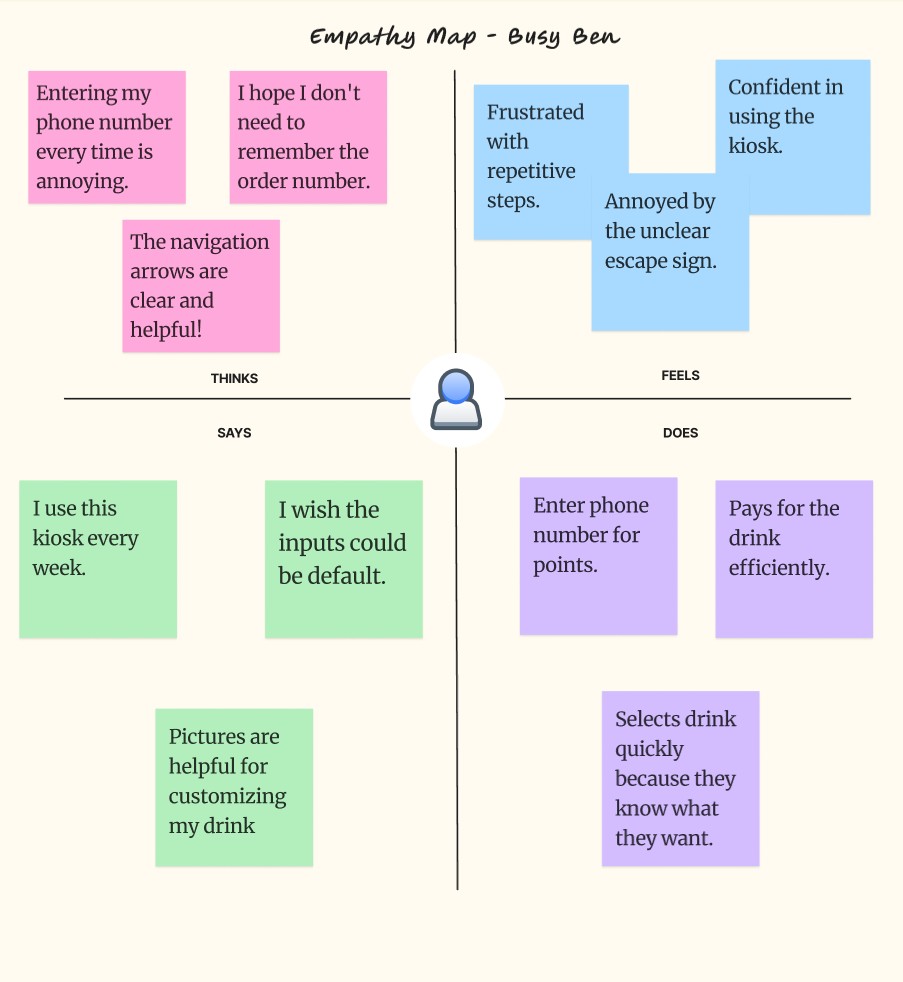 Empathy Map - Busy Ben
Entering my
phone number
every time is
annoying.
I hope I don't
need to
remember the
order number.
The navigation
arrows are
clear and
helpful!
THINKS
Frustrated
with
repetitive
steps.
Annoyed by
the unclear
escape sign.
Confident in
using the
kiosk.
FEELS
SAYS
I use this
kiosk every
week.
I wish the
inputs could
be default.
Pictures are
helpful for
customizing
my drink
DOES
Enter phone
number for
points.
Pays for the
drink
efficiently.
Selects drink
quickly
because they
know what
they want.